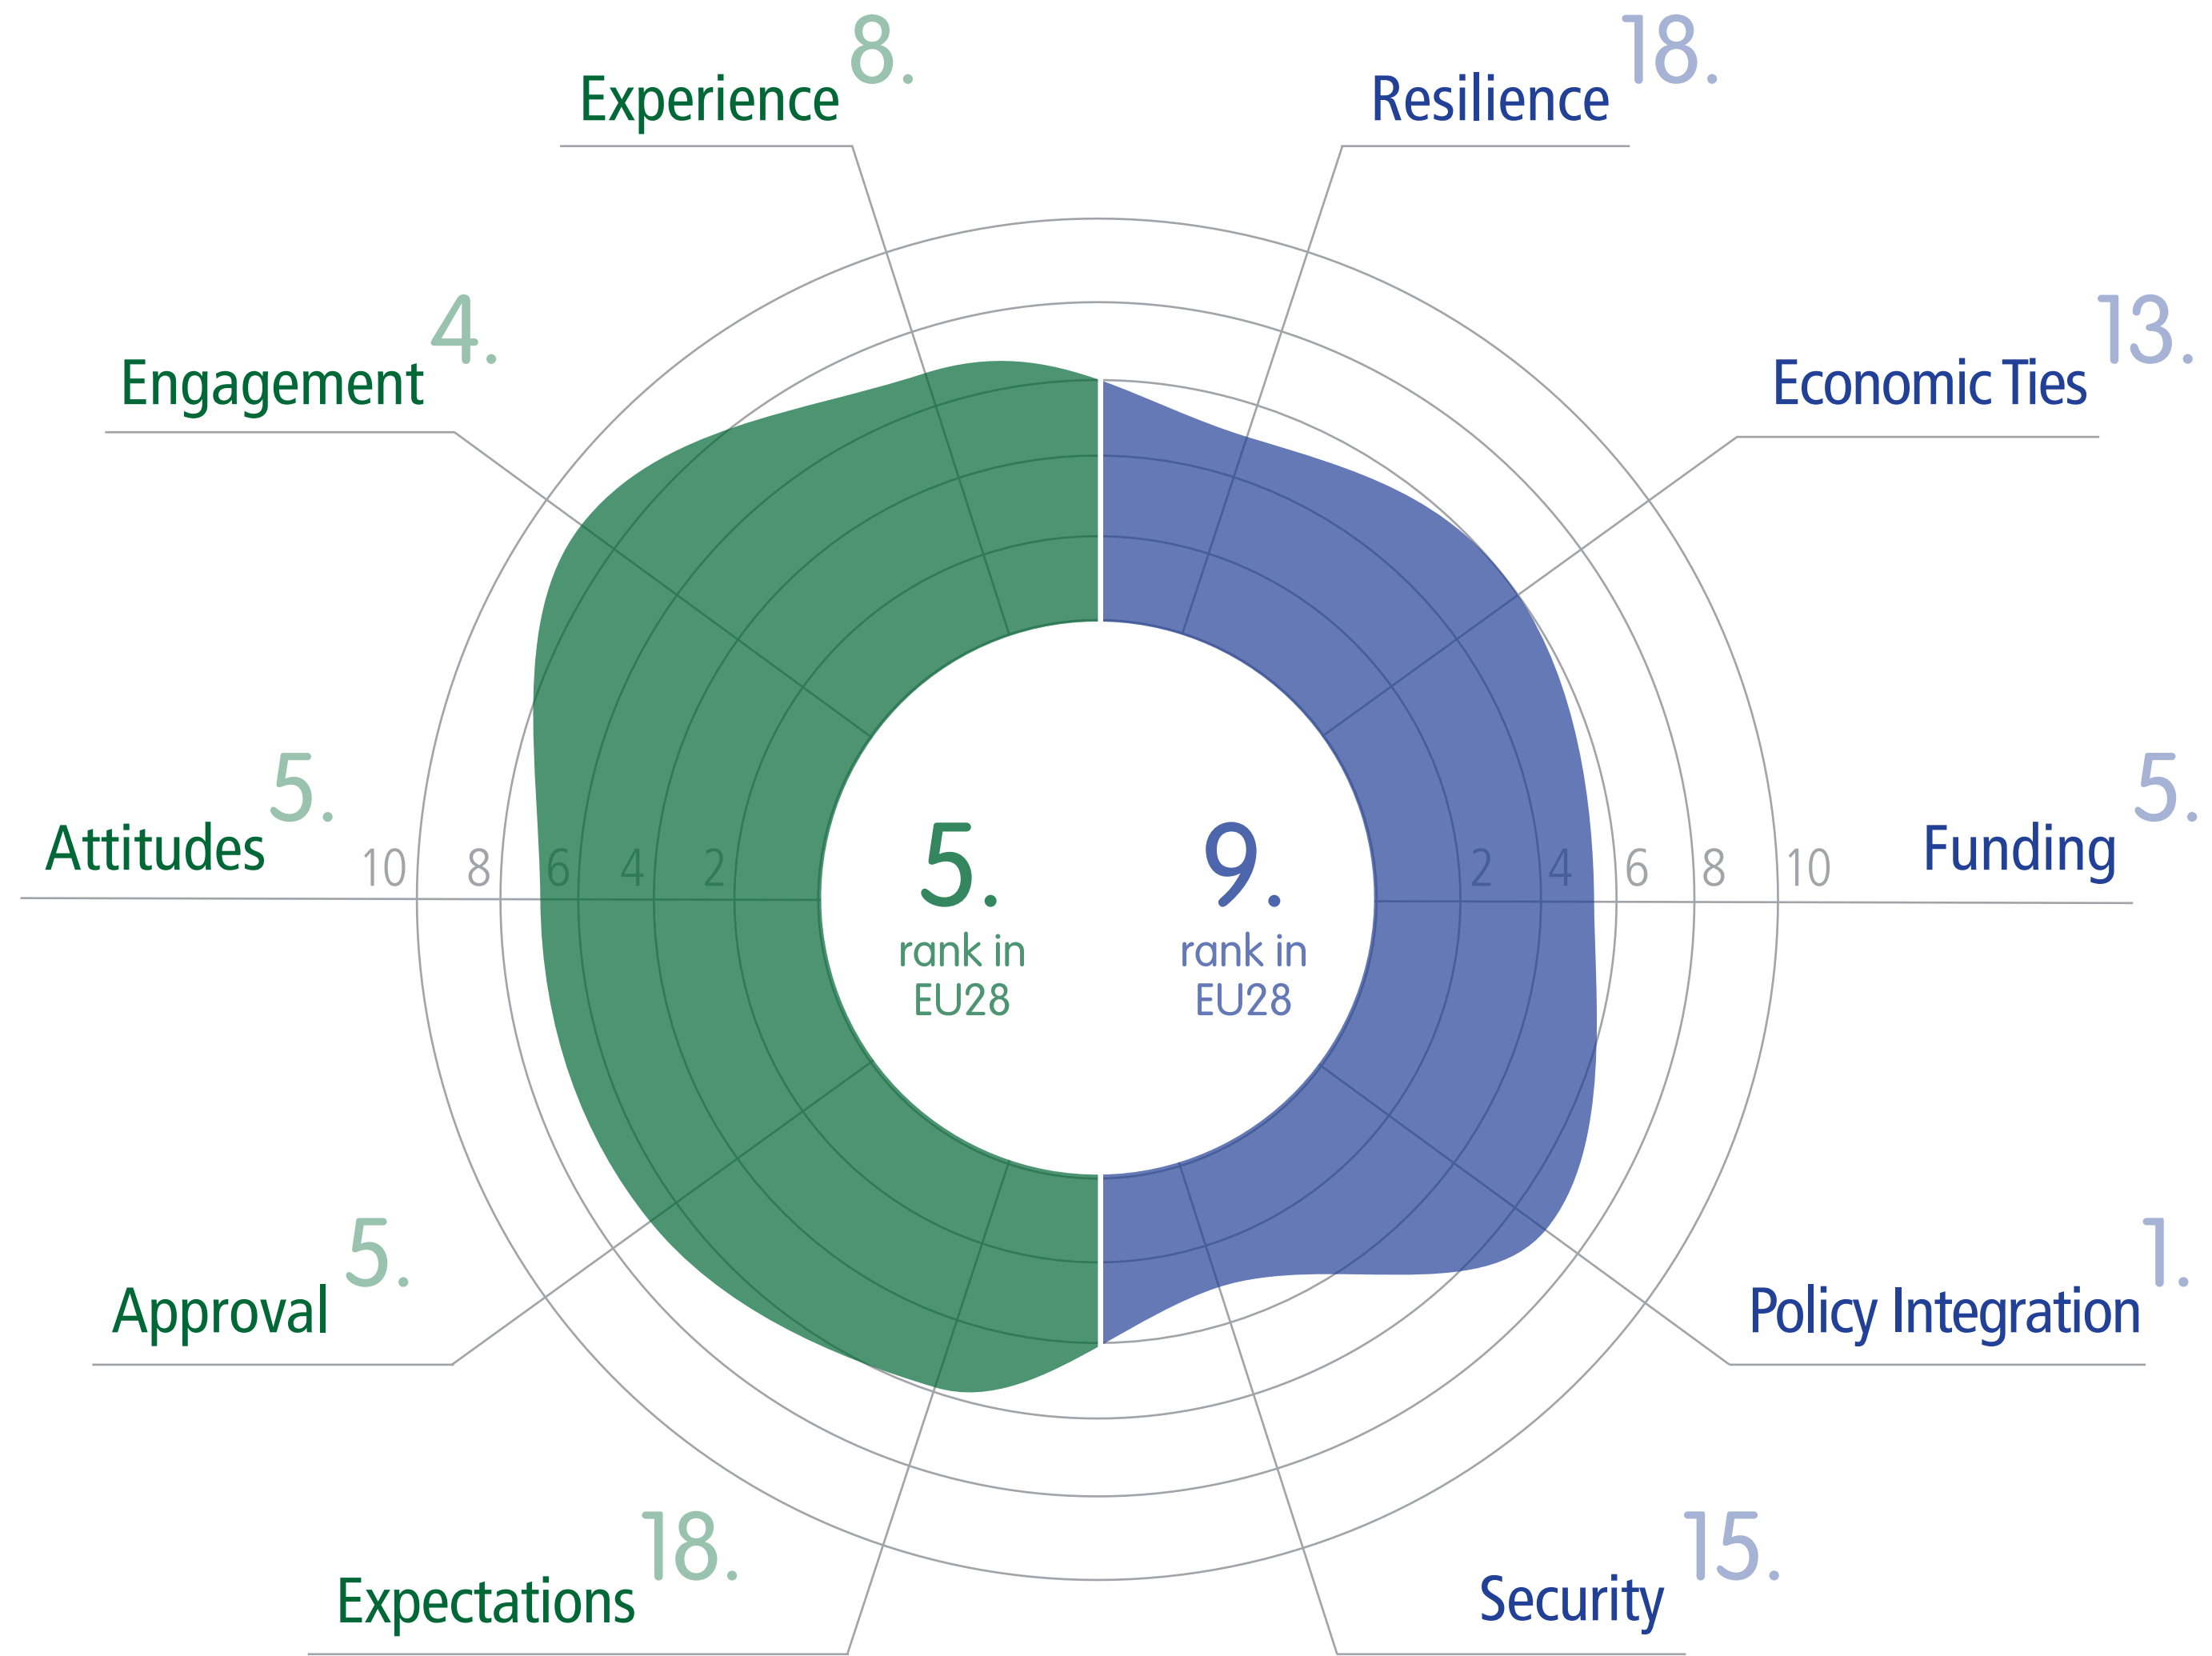 Experience 8.
Resilience 18.
Engagement 4.
Economic Ties 13.
Attitudes 5.
10 8 6 4 2
2 4 6 8 10
Funding 5.
5.
rank in
EU28
9.
rank in
EU28
Approval 5.
Policy Integration 1.
Expectations 18.
Security 15.